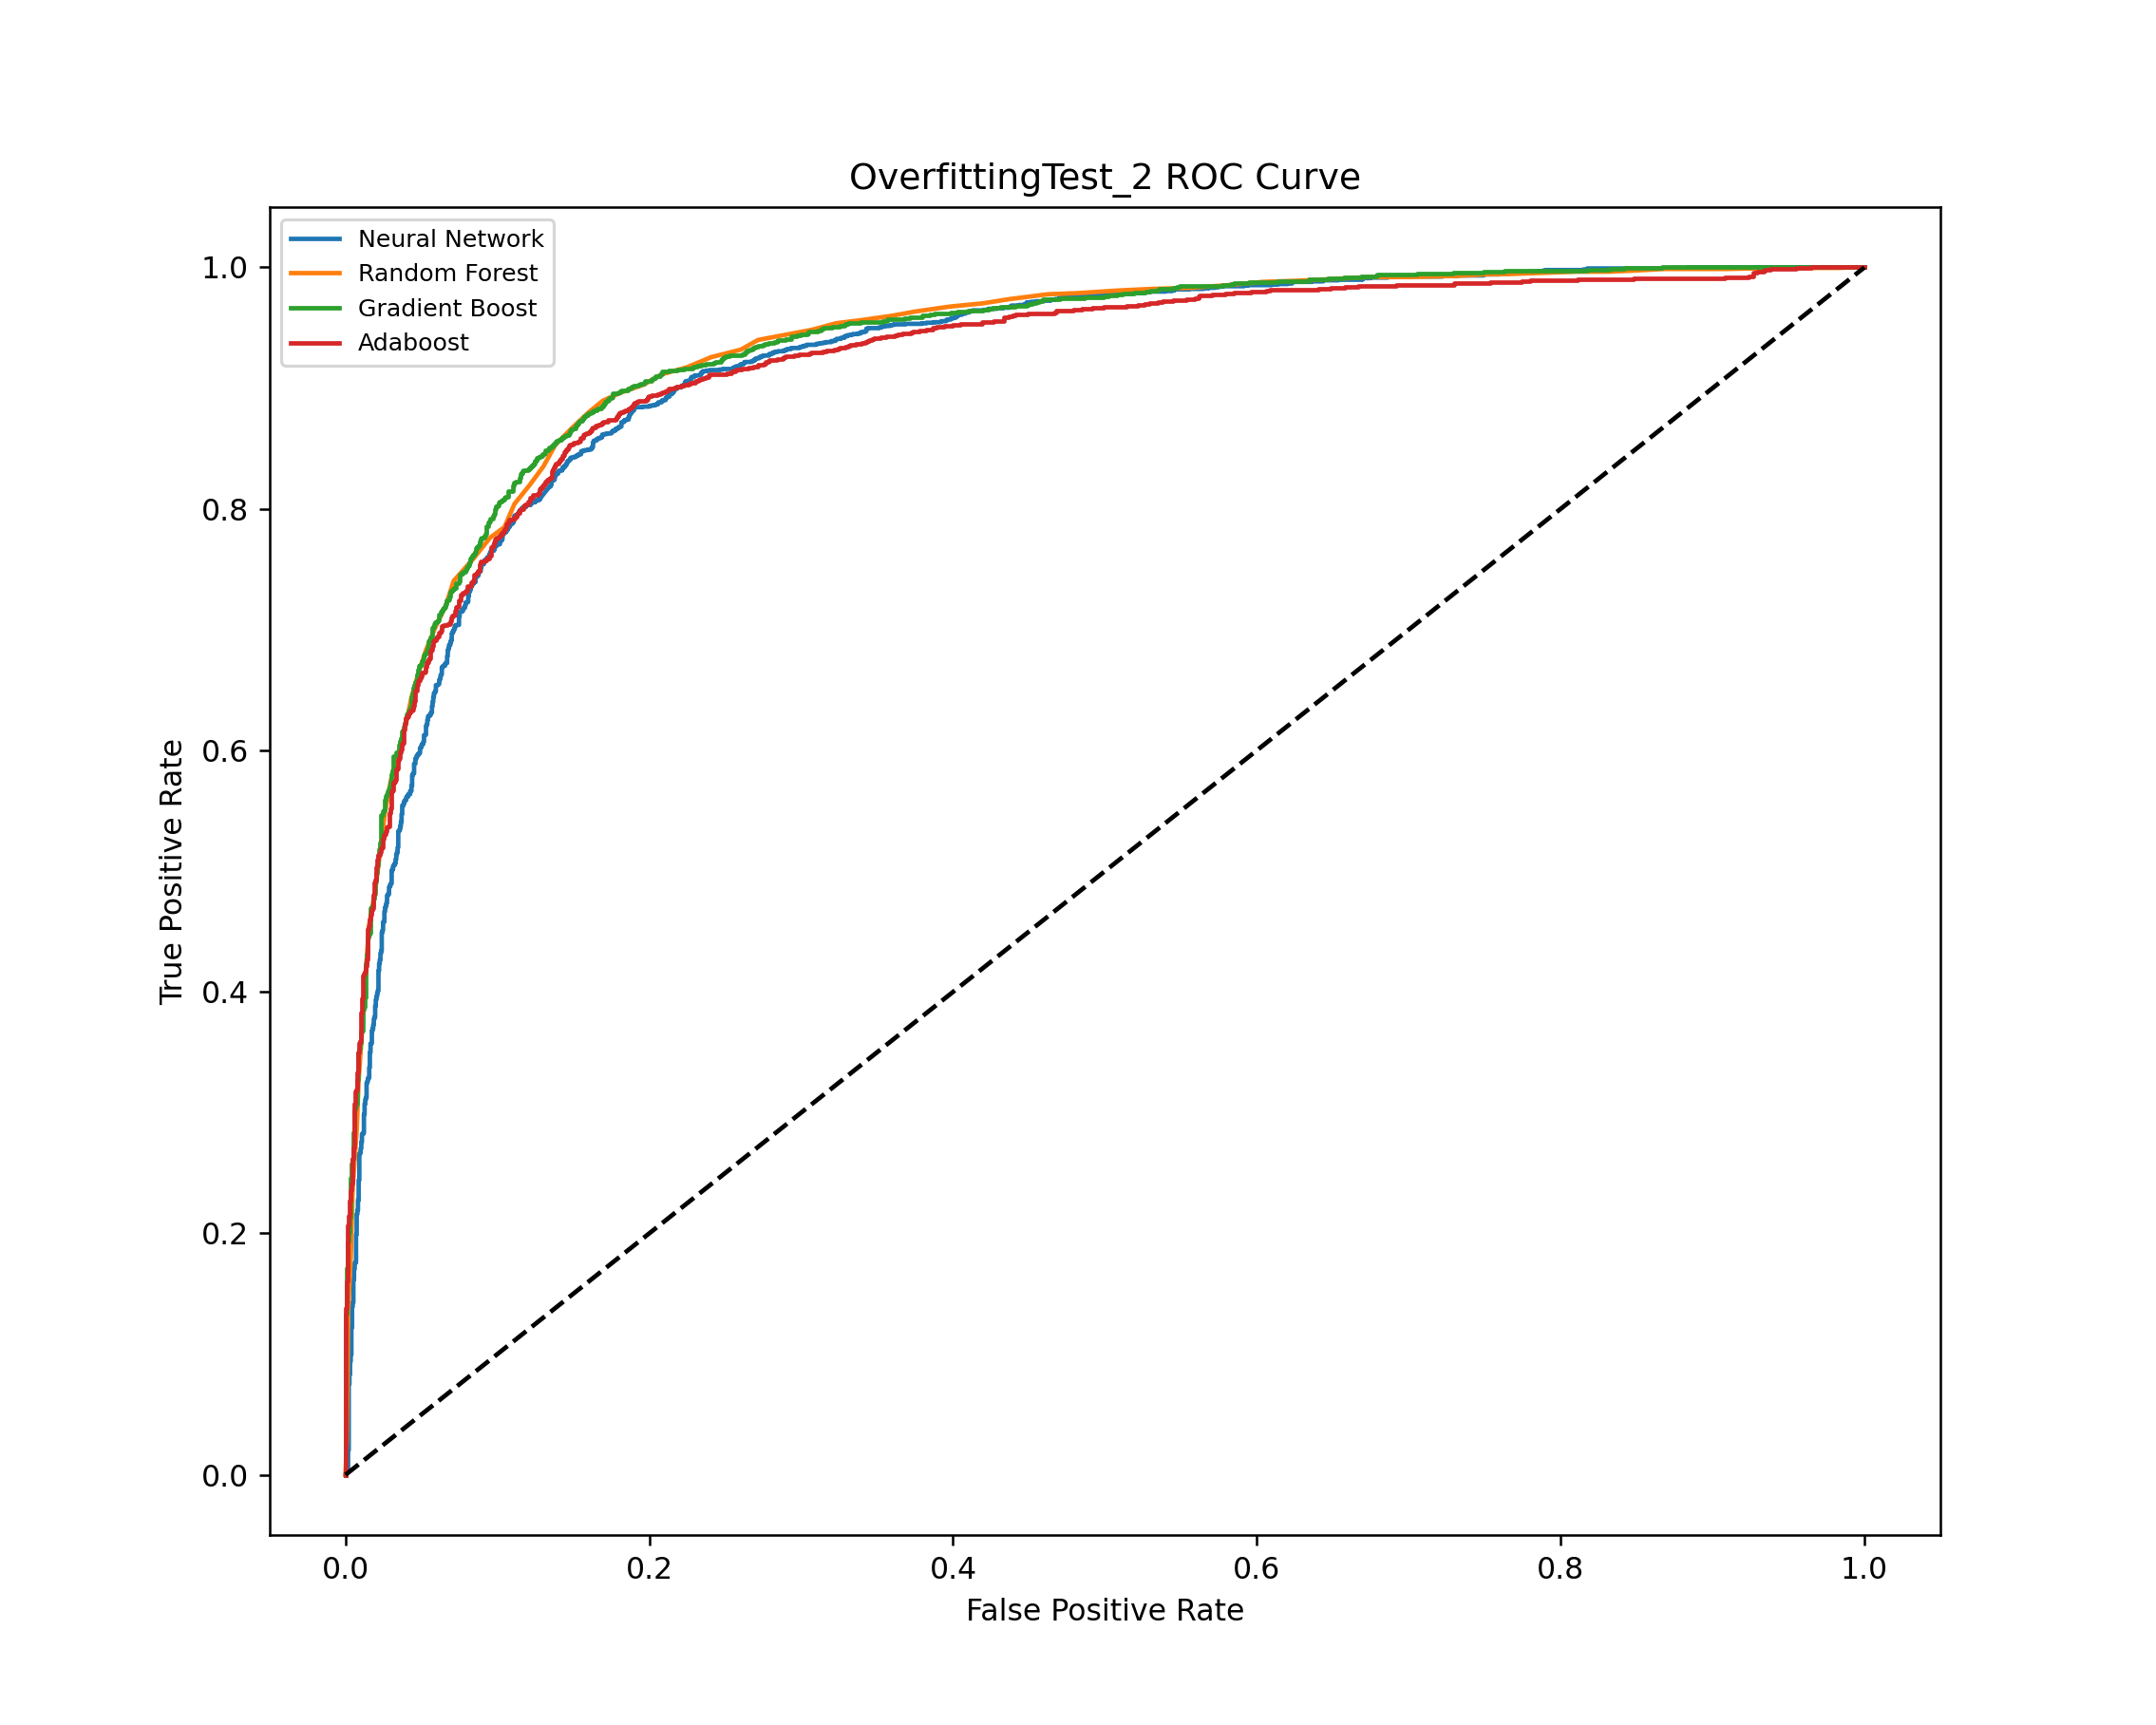 OverfittingTest_2 ROC Curve
Neural Network
Random Forest
Gradient Boost
Adaboost
True Positive Rate
1.0
0.8
0.6
0.4
0.2
0.0
0.0 0.2 0.4 0.6 0.8 1.0
False Positive Rate